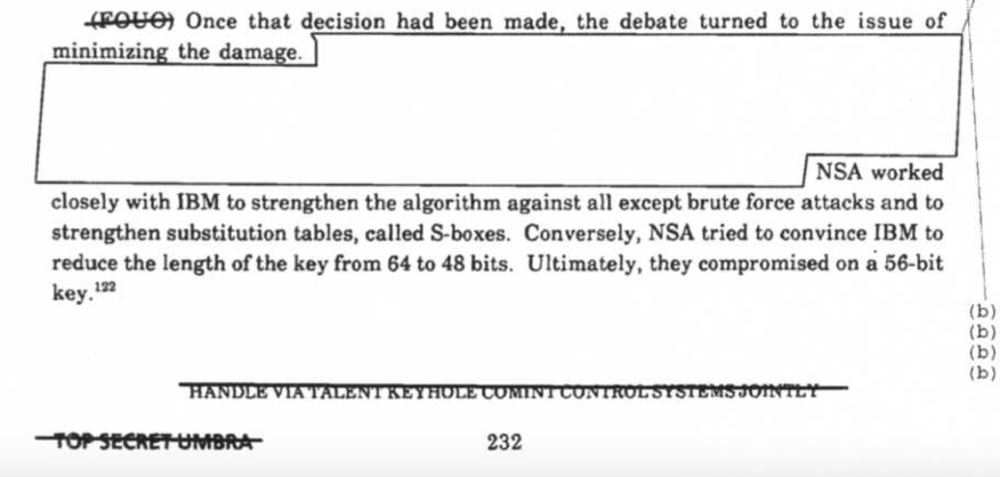 (FOUO) Once that decision had been made, the debate turned to the issue of
minimizing the damage.
NSA worked
closely with IBM to strengthen the algorithm against all except brute force attacks and to
strengthen substitution tables, called S-boxes. Conversely, NSA tried to convince IBM to
reduce the length of the key from 64 to 48 bits. Ultimately, they compromised on a 56-bit
key.122
(b)
(b)
(b)
(b)
HANDLE VIA TALENT KEYHOLE COMINT CONTROL SYSTEMS JOINTLY
TOP SECRET UMBRA
232